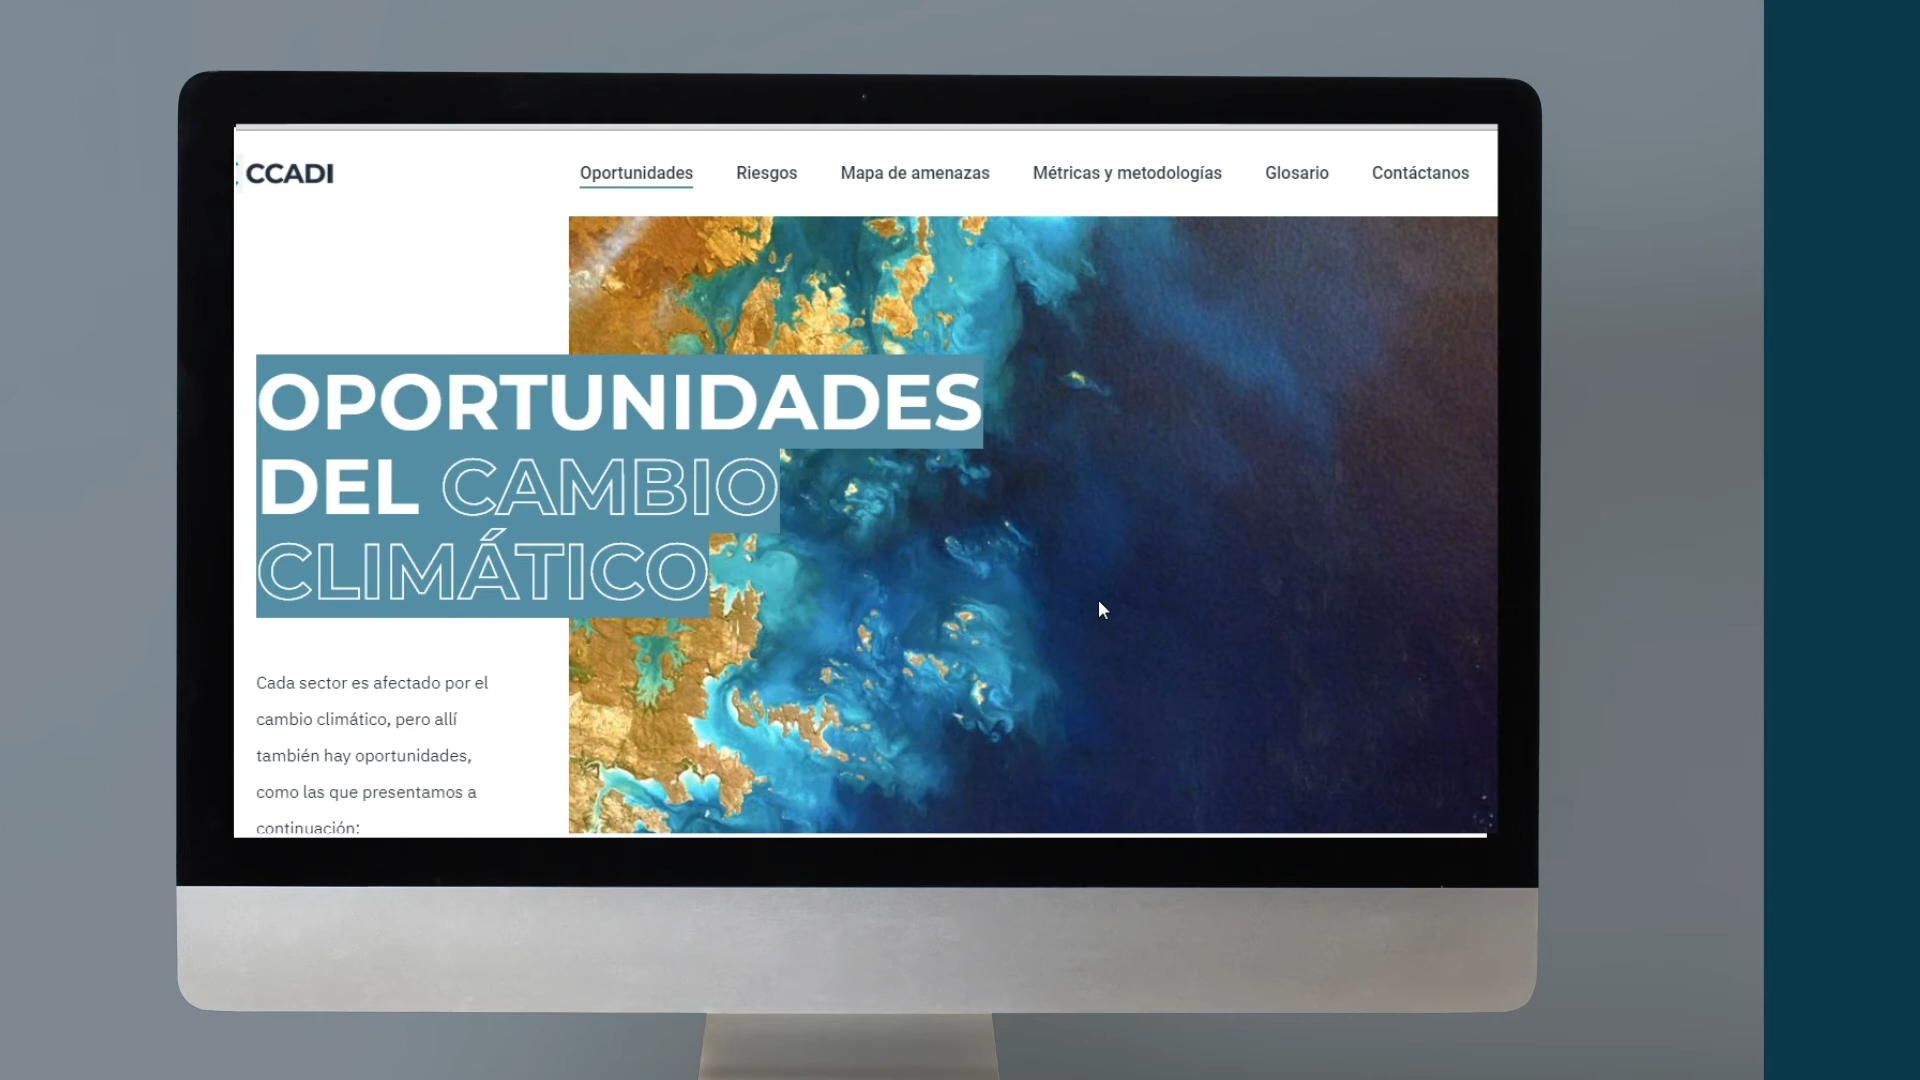 CCADI
Oportunidades Riesgos Mapa de amenazas Métricas y metodologías Glosario Contáctanos
OPORTUNIDADES
DEL CAMBIO
CLIMÁTICO
Cada sector es afectado por el
cambio climático, pero allí
también hay oportunidades,
como las que presentamos a
continuación: